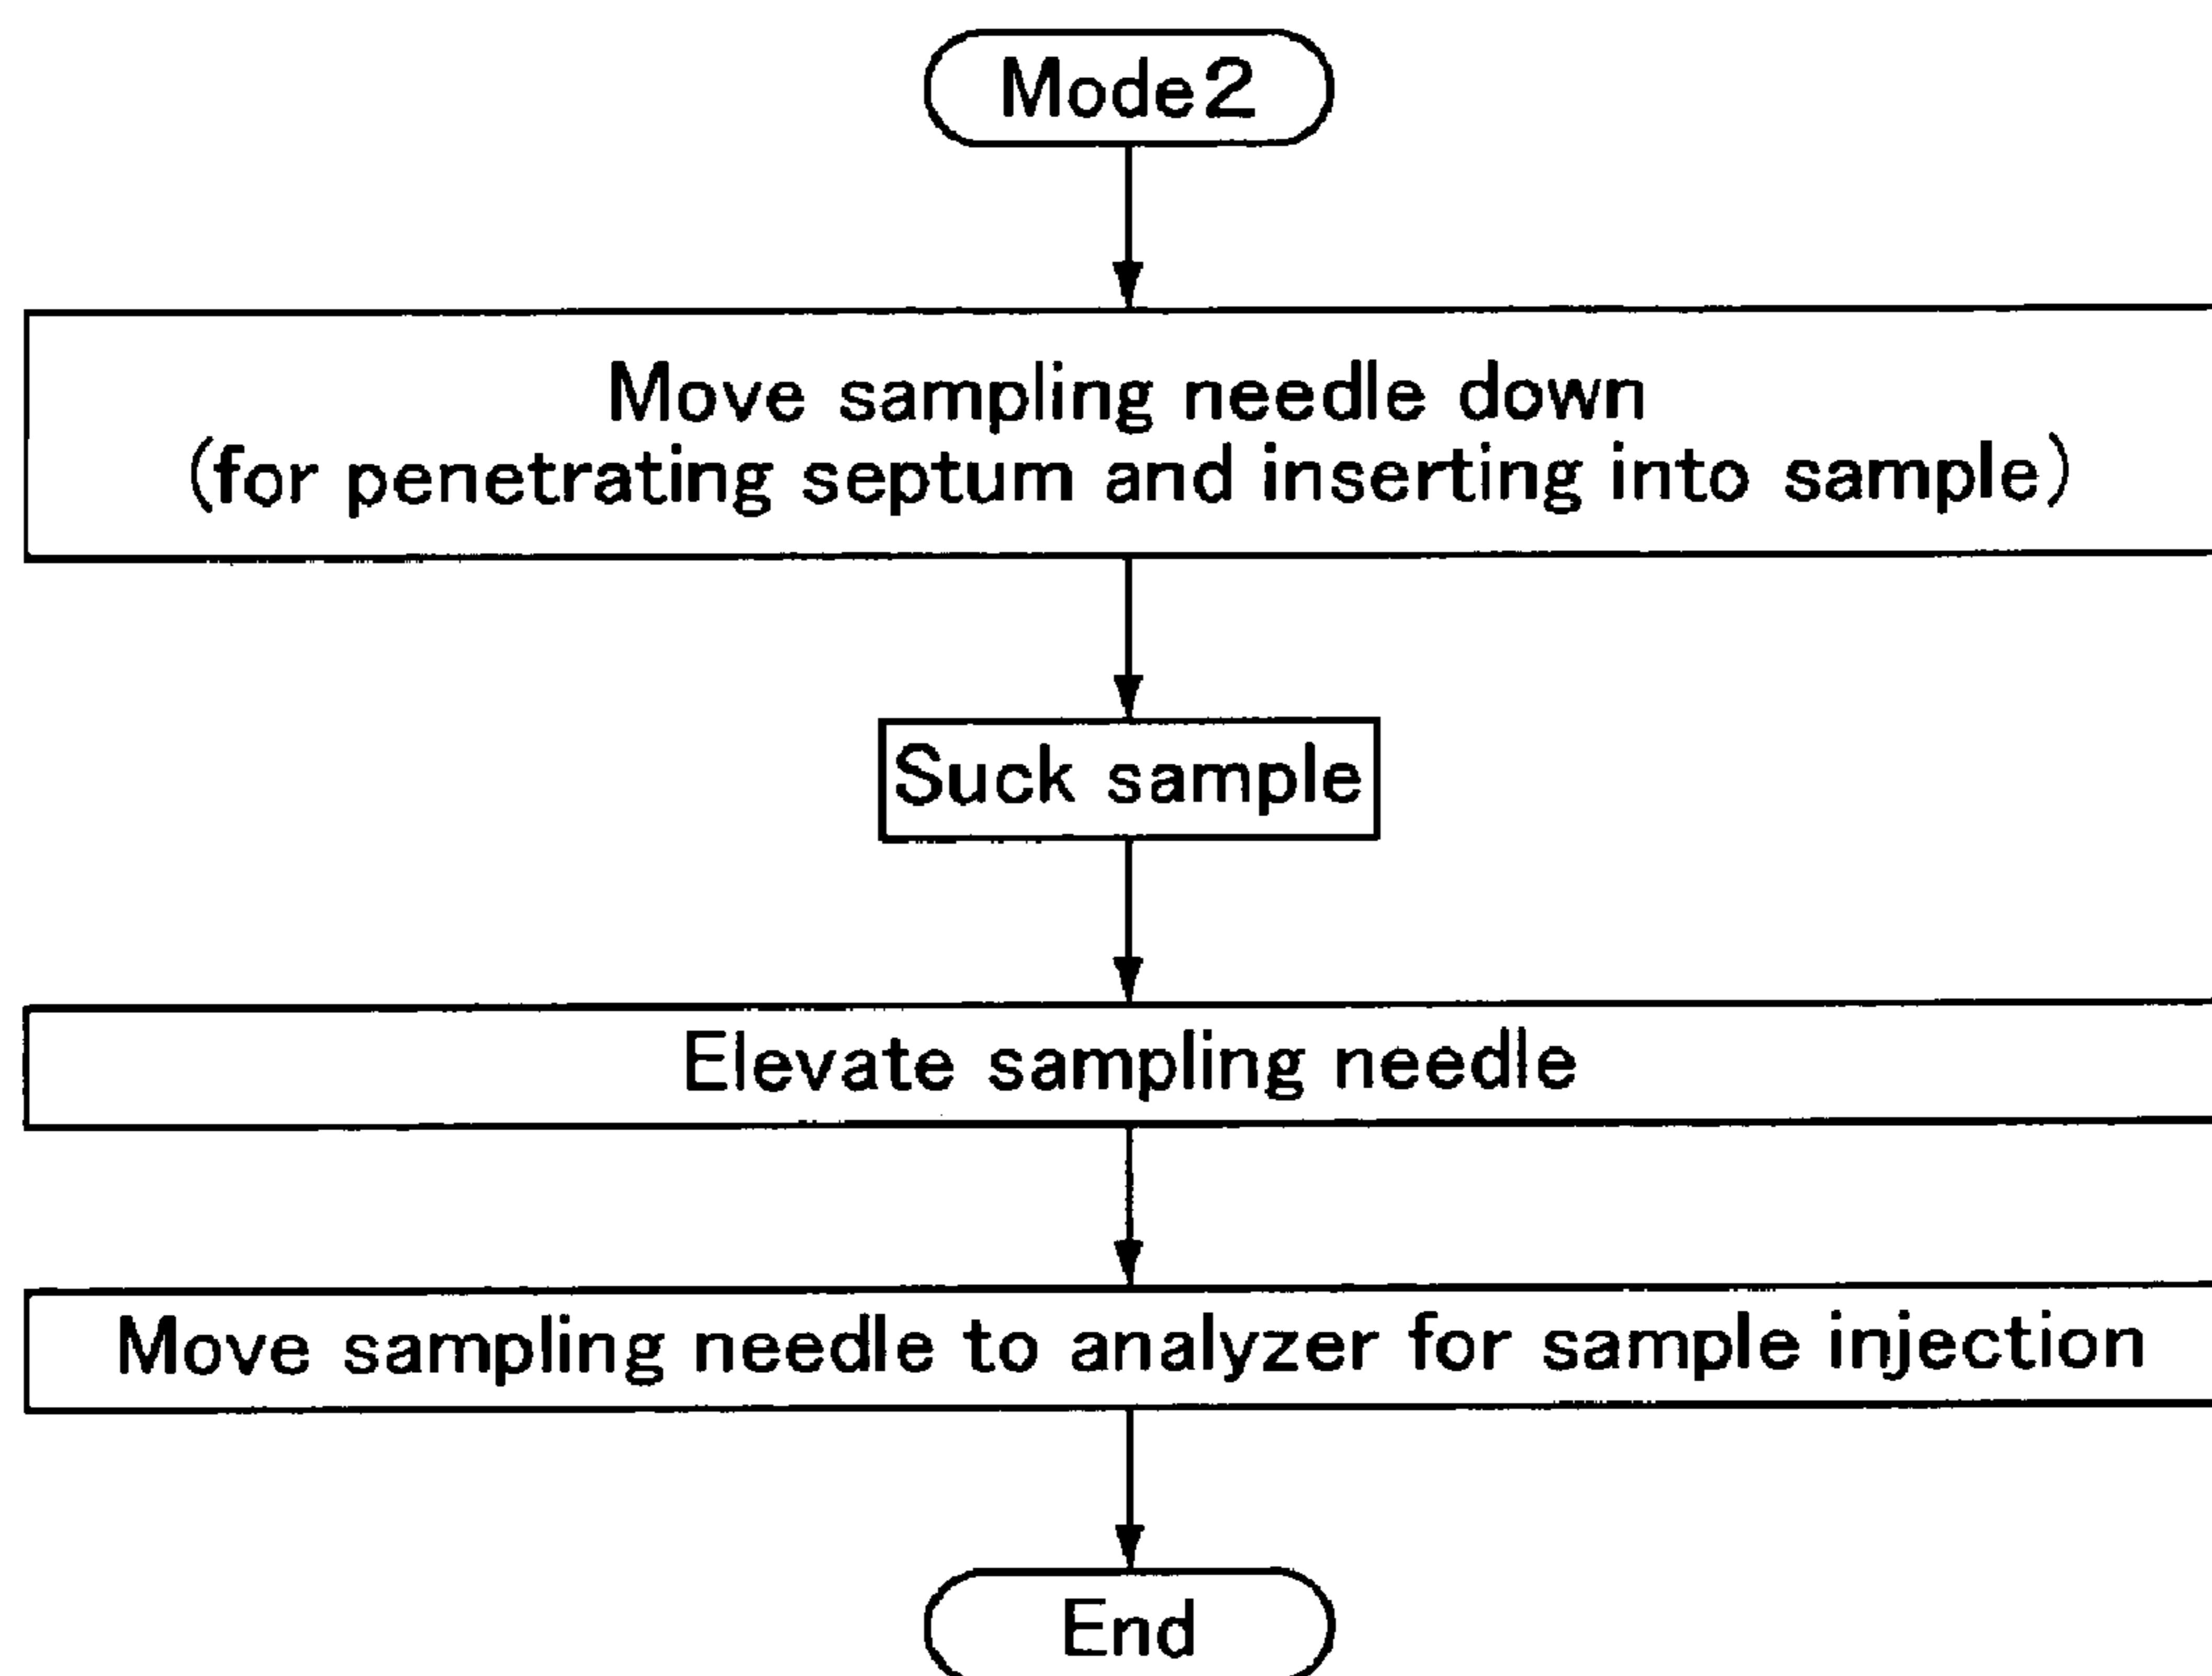 Mode2
Move sampling needle down
(for penetrating septum and inserting into sample)
Suck sample
Elevate sampling needle
Move sampling needle to analyzer for sample injection
End